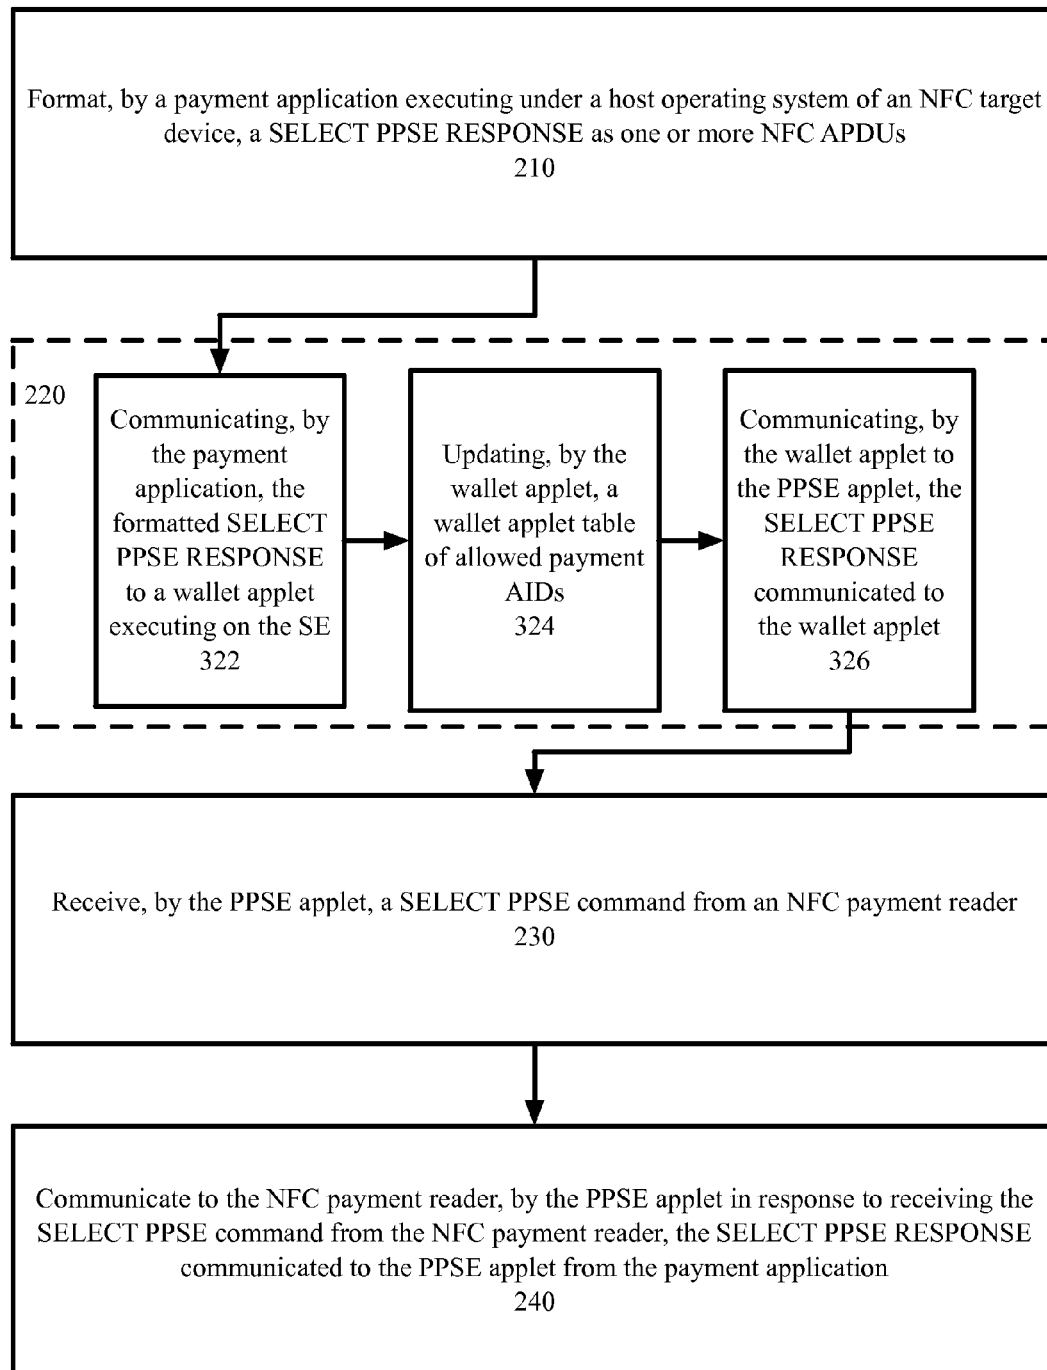 Format, by a payment application executing under a host operating system of an NFC target
device, a SELECT PPSE RESPONSE as one or more NFC APDUs
210
220
Communicating, by
the payment
application, the
formatted SELECT
PPSE RESPONSE
to a wallet applet
executing on the SE
322
Updating, by the
wallet applet, a
wallet applet table
of allowed payment
AIDs
324
Communicating, by
the wallet applet to
the PPSE applet, the
SELECT PPSE
RESPONSE
communicated to
the wallet applet
326
Receive, by the PPSE applet, a SELECT PPSE command from an NFC payment reader
230
Communicate to the NFC payment reader, by the PPSE applet in response to receiving the
SELECT PPSE command from the NFC payment reader, the SELECT PPSE RESPONSE
communicated to the PPSE applet from the payment application
240